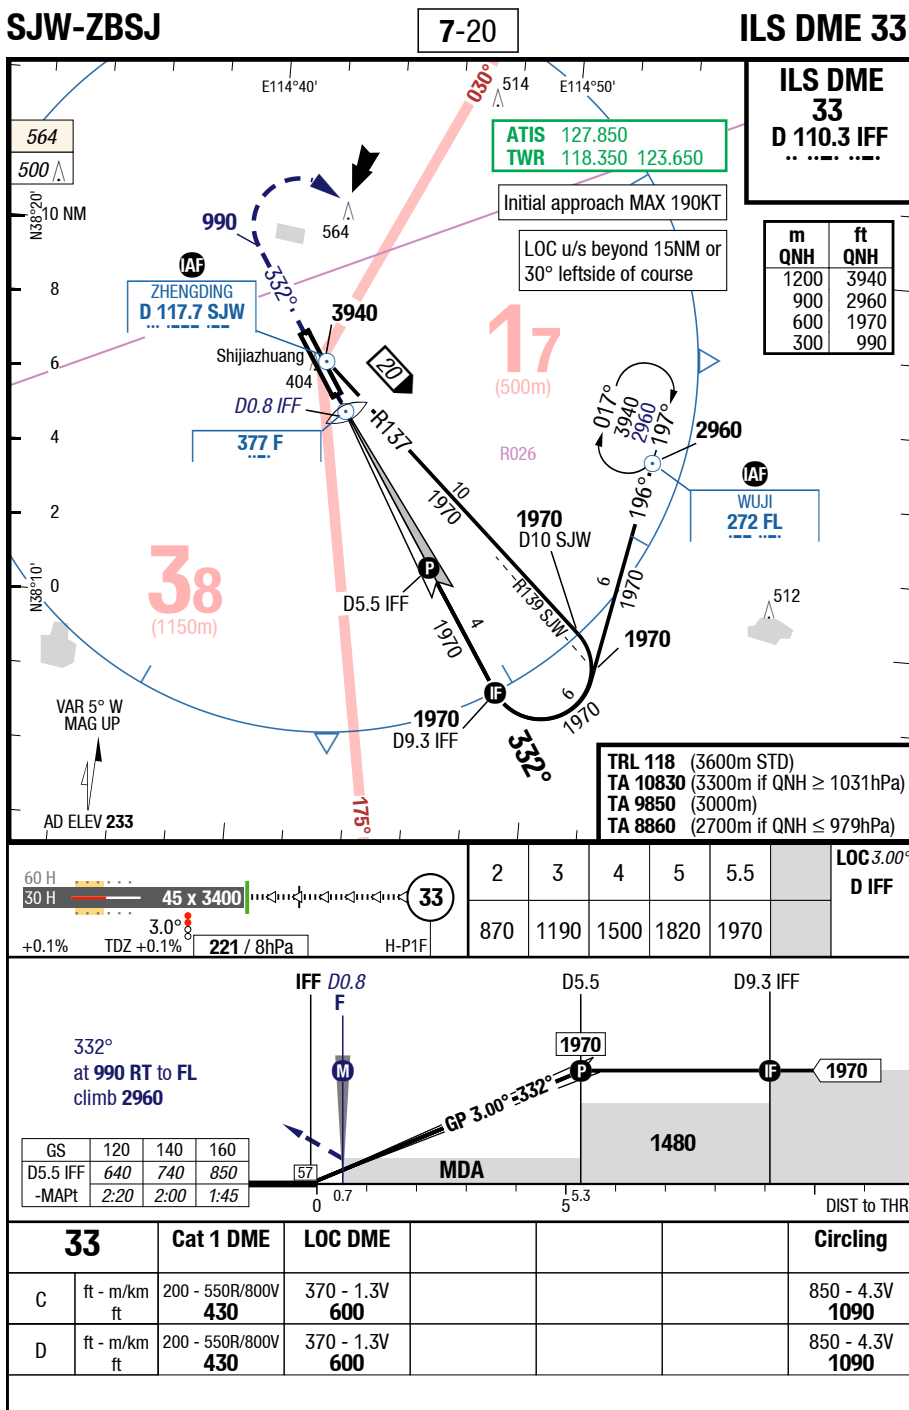 SJW-ZBSJ
7-20
ILS DME 33
E114°40'
E114°50'
030°
514
ILS DME
33
D 110.3 IFF
564
500
ATIS 127.850
TWR 118.350 123.650
Initial approach MAX 190KT
N38°20'
10 NM
990
564
LOC u/s beyond 15NM or
30° leftside of course
m ft
QNH QNH
1200 3940
900 2960
600 1970
300 990
IAF
332°
8
ZHENGDING
D 117.7 SJW
3940
17
(500m)
Shijiazhuang
6
404
20
D0.8 IFF
017°
3940
2960
197°
2960
R137
4
377 F
R026
IAF
WUJI
272 FL
10
1970
196°
2
1970
D10 SJW
38
(1150m)
N38°10'
0
P
D5.5 IFF
R139 SJW
6
1970
512
4
1970
1970
IF
6
1970
VAR 5° W
MAG UP
1970
D9.3 IFF
332°
AD ELEV 233
175°
TRL 118 (3600m STD)
TA 10830 (3300m if QNH ≥ 1031hPa)
TA 9850 (3000m)
TA 8860 (2700m if QNH ≤ 979hPa)
60 H
30 H
45 x 3400
33
3.0°
+0.1%
TDZ +0.1%
221 / 8hPa
H-P1F
2 3 4 5 5.5
LOC 3.00°
D IFF
870 1190 1500 1820 1970
IFF D0.8
F
D5.5
D9.3 IFF
332°
at 990 RT to FL
climb 2960
M
1970
P
IF
1970
GP 3.00° 332°
1480
MDA
57
GS 120 140 160
D5.5 IFF 640 740 850
-MAPt 2:20 2:00 1:45
0 0.7 5 5.3 DIST to THR
33 Cat 1 DME LOC DME Circling
C ft - m/km 200 - 550R/800V 370 - 1.3V 850 - 4.3V
ft 430 600 1090
D ft - m/km 200 - 550R/800V 370 - 1.3V 850 - 4.3V
ft 430 600 1090